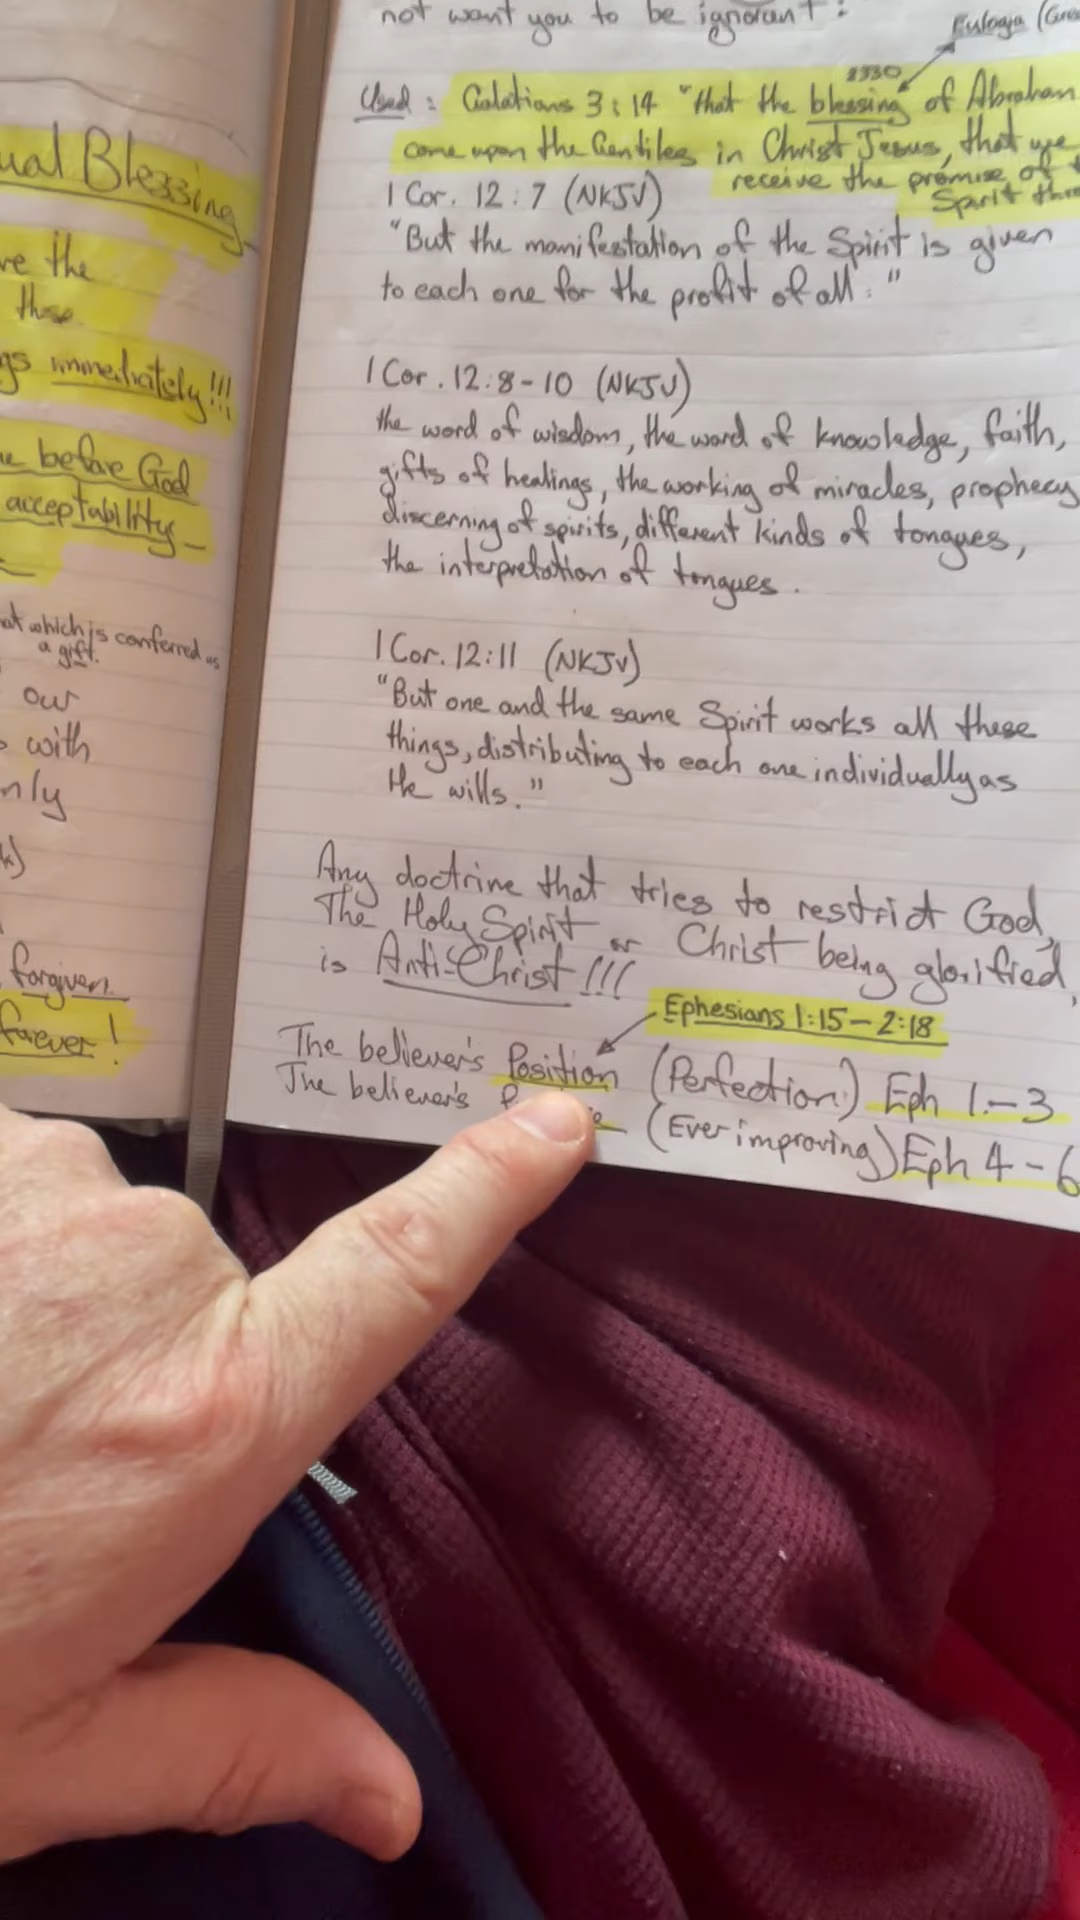 ual Blessing
re the
those
gs immediately!!!
before God
acceptability
at which is conferred as
a gift.
our
with
nly
forgiven.
forever!
not want you to be ignorant:
Eulogia (Gree
Used: Galatians 3:14 "that the blessing of Abraham
come upon the Gentiles in Christ Jesus, that we
receive the promise of t
Spirit thro
1 Cor. 12:7 (NKJV)
"But the manifestation of the Spirit is given
to each one for the profit of all:"
1 Cor. 12:8-10 (NKJV)
the word of wisdom, the word of knowledge, faith,
gifts of healings, the working of miracles, prophecy
discerning of spirits, different kinds of tongues,
the interpretation of tongues.
1 Cor. 12:11 (NKJV)
"But one and the same Spirit works all these
things, distributing to each one individually as
He wills."
Any doctrine that tries to restrict God,
The Holy Spirit or Christ being glorified,
is Anti-Christ!!!
Ephesians 1:15-2:18
The believer's Position (Perfection) Eph 1-3
The believer's (Ever improving) Eph 4-6